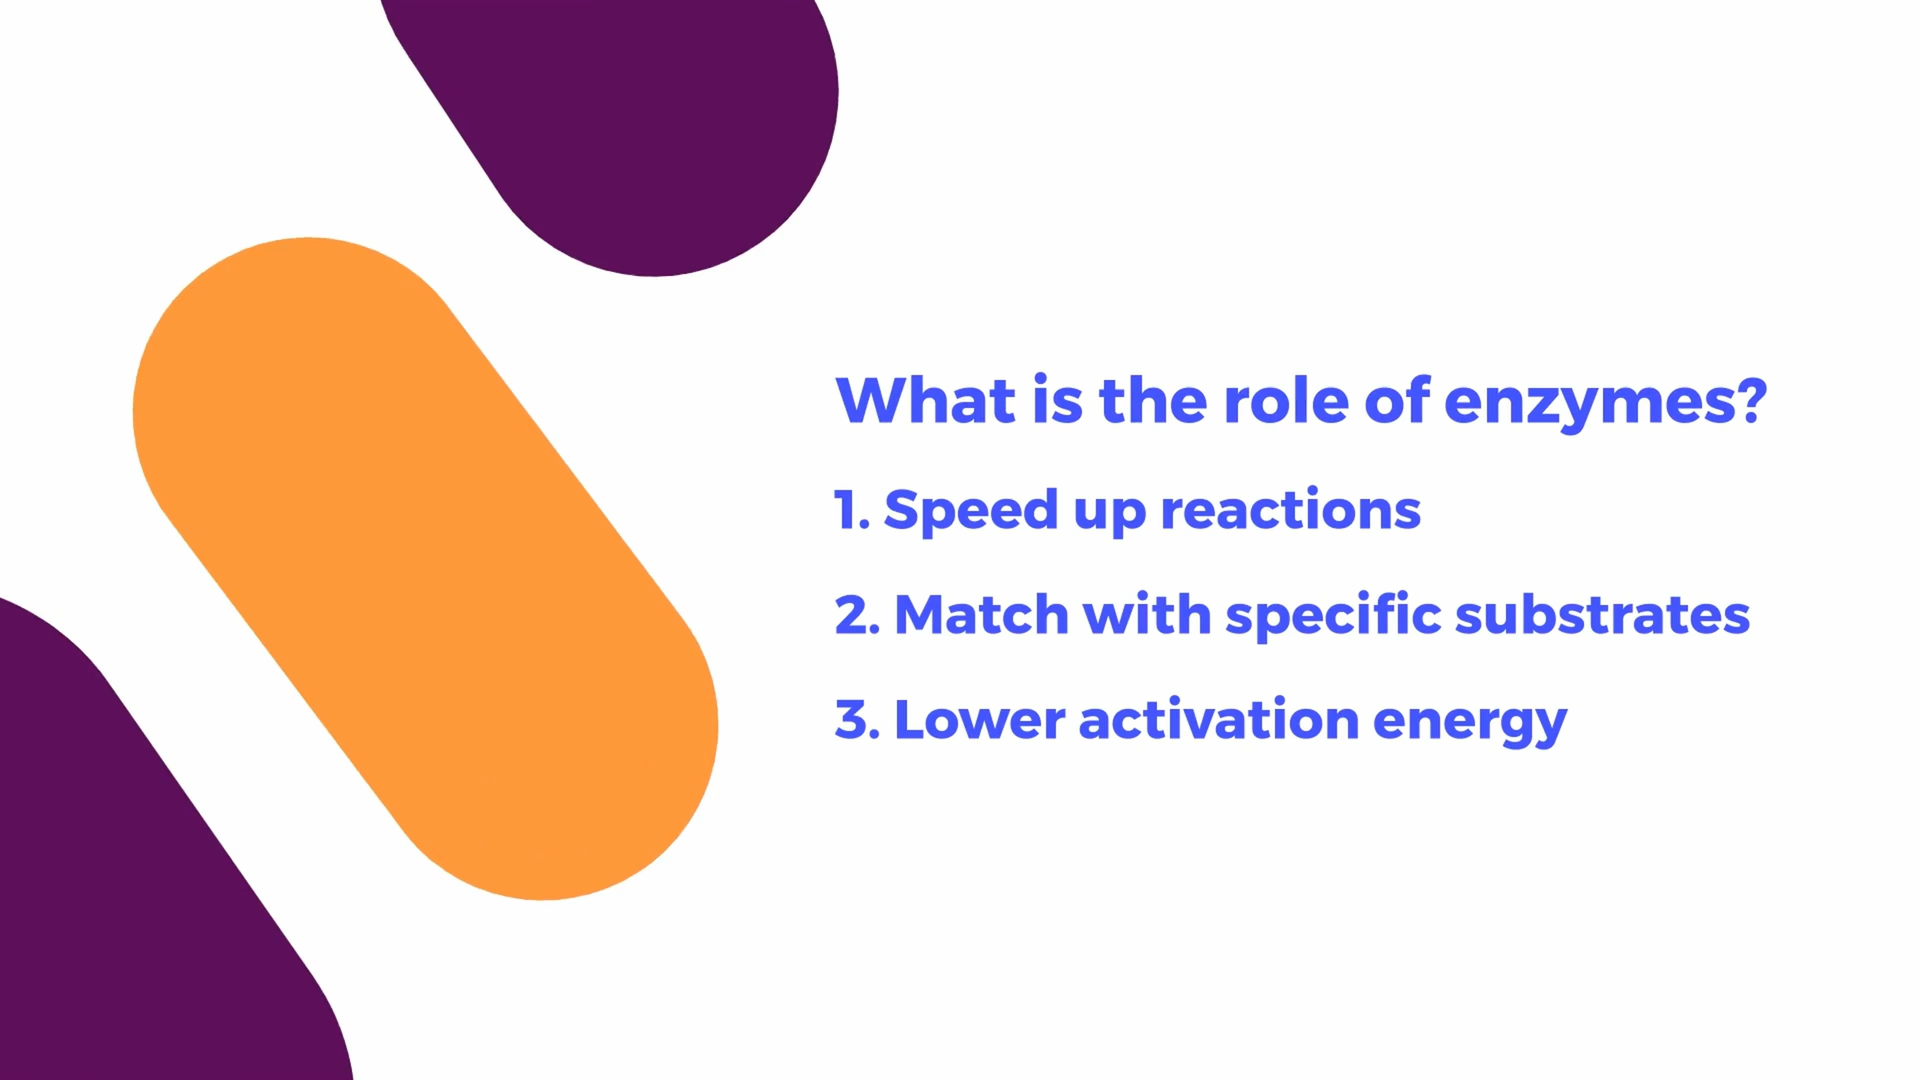 What is the role of enzymes?
1. Speed up reactions
2. Match with specific substrates
3. Lower activation energy